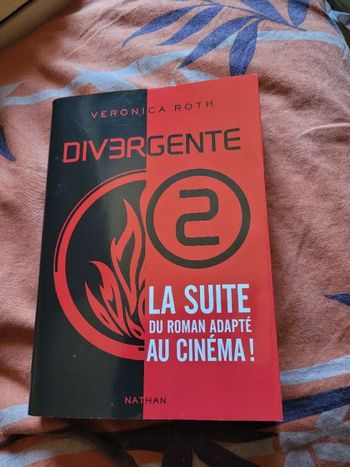 VERONICA ROTH
DIV3RGENTE
2
LA SUITE
DU ROMAN ADAPTÉ
AU CINÉMA !
NATHAN